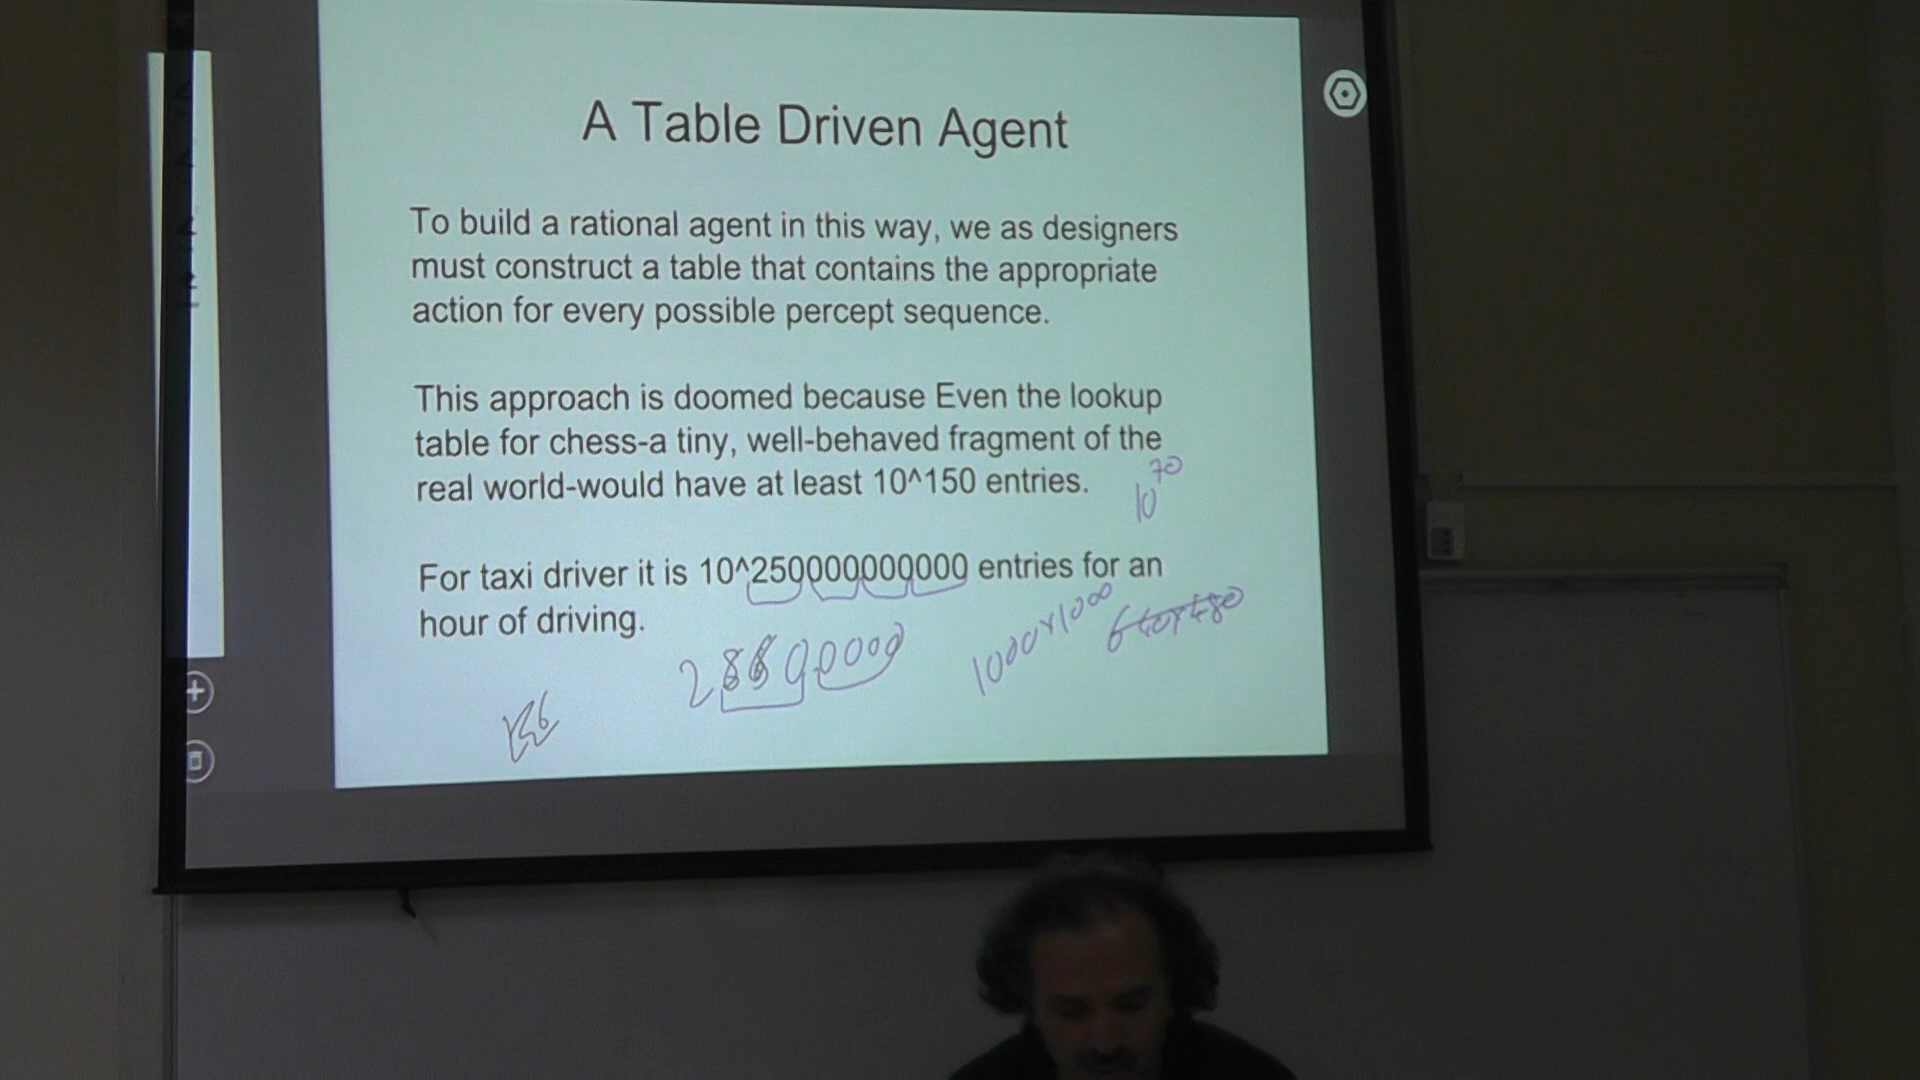 A Table Driven Agent
To build a rational agent in this way, we as designers
must construct a table that contains the appropriate
action for every possible percept sequence.
This approach is doomed because Even the lookup
table for chess-a tiny, well-behaved fragment of the
real world-would have at least 10^150 entries.
10^70
For taxi driver it is 10^250000000000 entries for an
hour of driving.
1000x1000